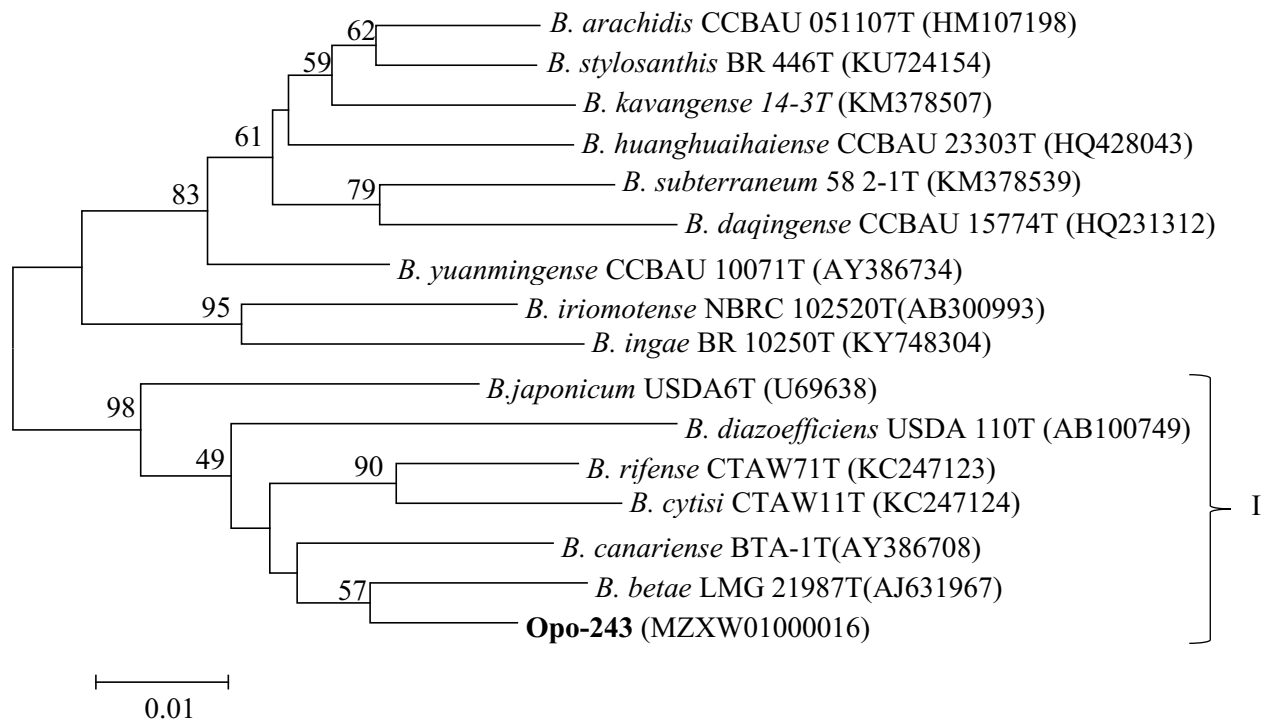 62
B. arachidis CCBAU 051107T (HM107198)
59
B. stylosanthis BR 446T (KU724154)
B. kavangense 14-3T (KM378507)
61
B. huanghuaihaiense CCBAU 23303T (HQ428043)
83
79
B. subterraneum 58 2-1T (KM378539)
B. daqingense CCBAU 15774T (HQ231312)
B. yuanmingense CCBAU 10071T (AY386734)
95
B. iriomotense NBRC 102520T(AB300993)
B. ingae BR 10250T (KY748304)
98
B.japonicum USDA6T (U69638)
B. diazoefficiens USDA 110T (AB100749)
49
90
B. rifense CTAW71T (KC247123)
B. cytisi CTAW11T (KC247124)
I
B. canariense BTA-1T(AY386708)
57
B. betae LMG 21987T(AJ631967)
Opo-243 (MZXW01000016)
0.01